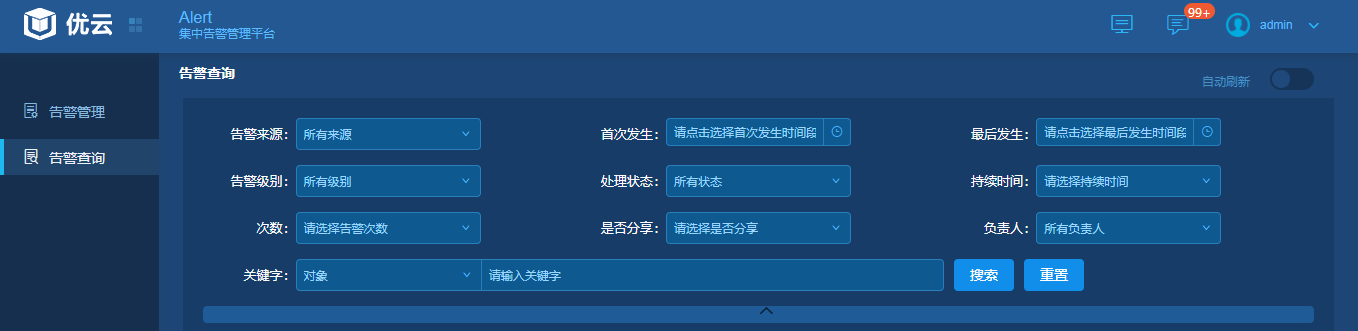 优云
Alert
集中告警管理平台
99+
admin
告警管理
告警查询
告警查询
自动刷新
告警来源: 所有来源 首次发生: 请点击选择首次发生时间段 最后发生: 请点击选择最后发生时间段
告警级别: 所有级别 处理状态: 所有状态 持续时间: 请选择持续时间
次数: 请选择告警次数 是否分享: 请选择是否分享 负责人: 所有负责人
关键字: 对象 请输入关键字 搜索 重置